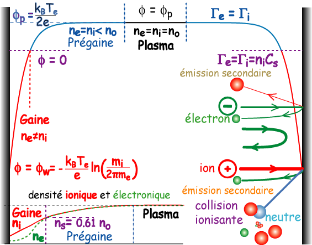 ϕp = kBTe/2e
ϕ = ϕp
Γe = Γi
ne=ni< no
Prégaine
ne=ni=no
Plasma
ϕ = 0
Γe=Γi=niCs
émission secondaire
Gaine
ne≠ni
électron
ϕ = ϕw= - kBTe/e ln(mi/2πme)
ion
émission secondaire
densité ionique et électronique
collision
ionisante
neutre
Gaine
ni
ne
ns= 0.61 no
Prégaine
Plasma